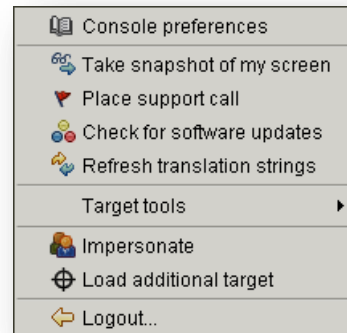 Console preferences
Take snapshot of my screen
Place support call
Check for software updates
Refresh translation strings
Target tools
Impersonate
Load additional target
Logout...